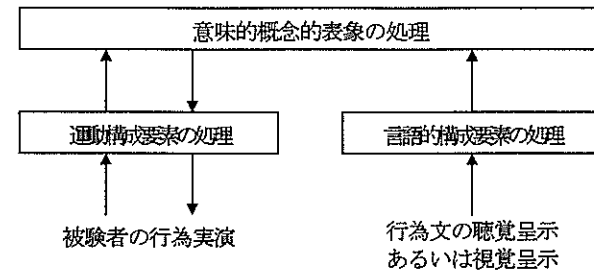 意味的概念的表象の処理
運動構成要素の処理
言語的構成要素の処理
被験者の行為実演
行為文の聴覚呈示
あるいは視覚呈示